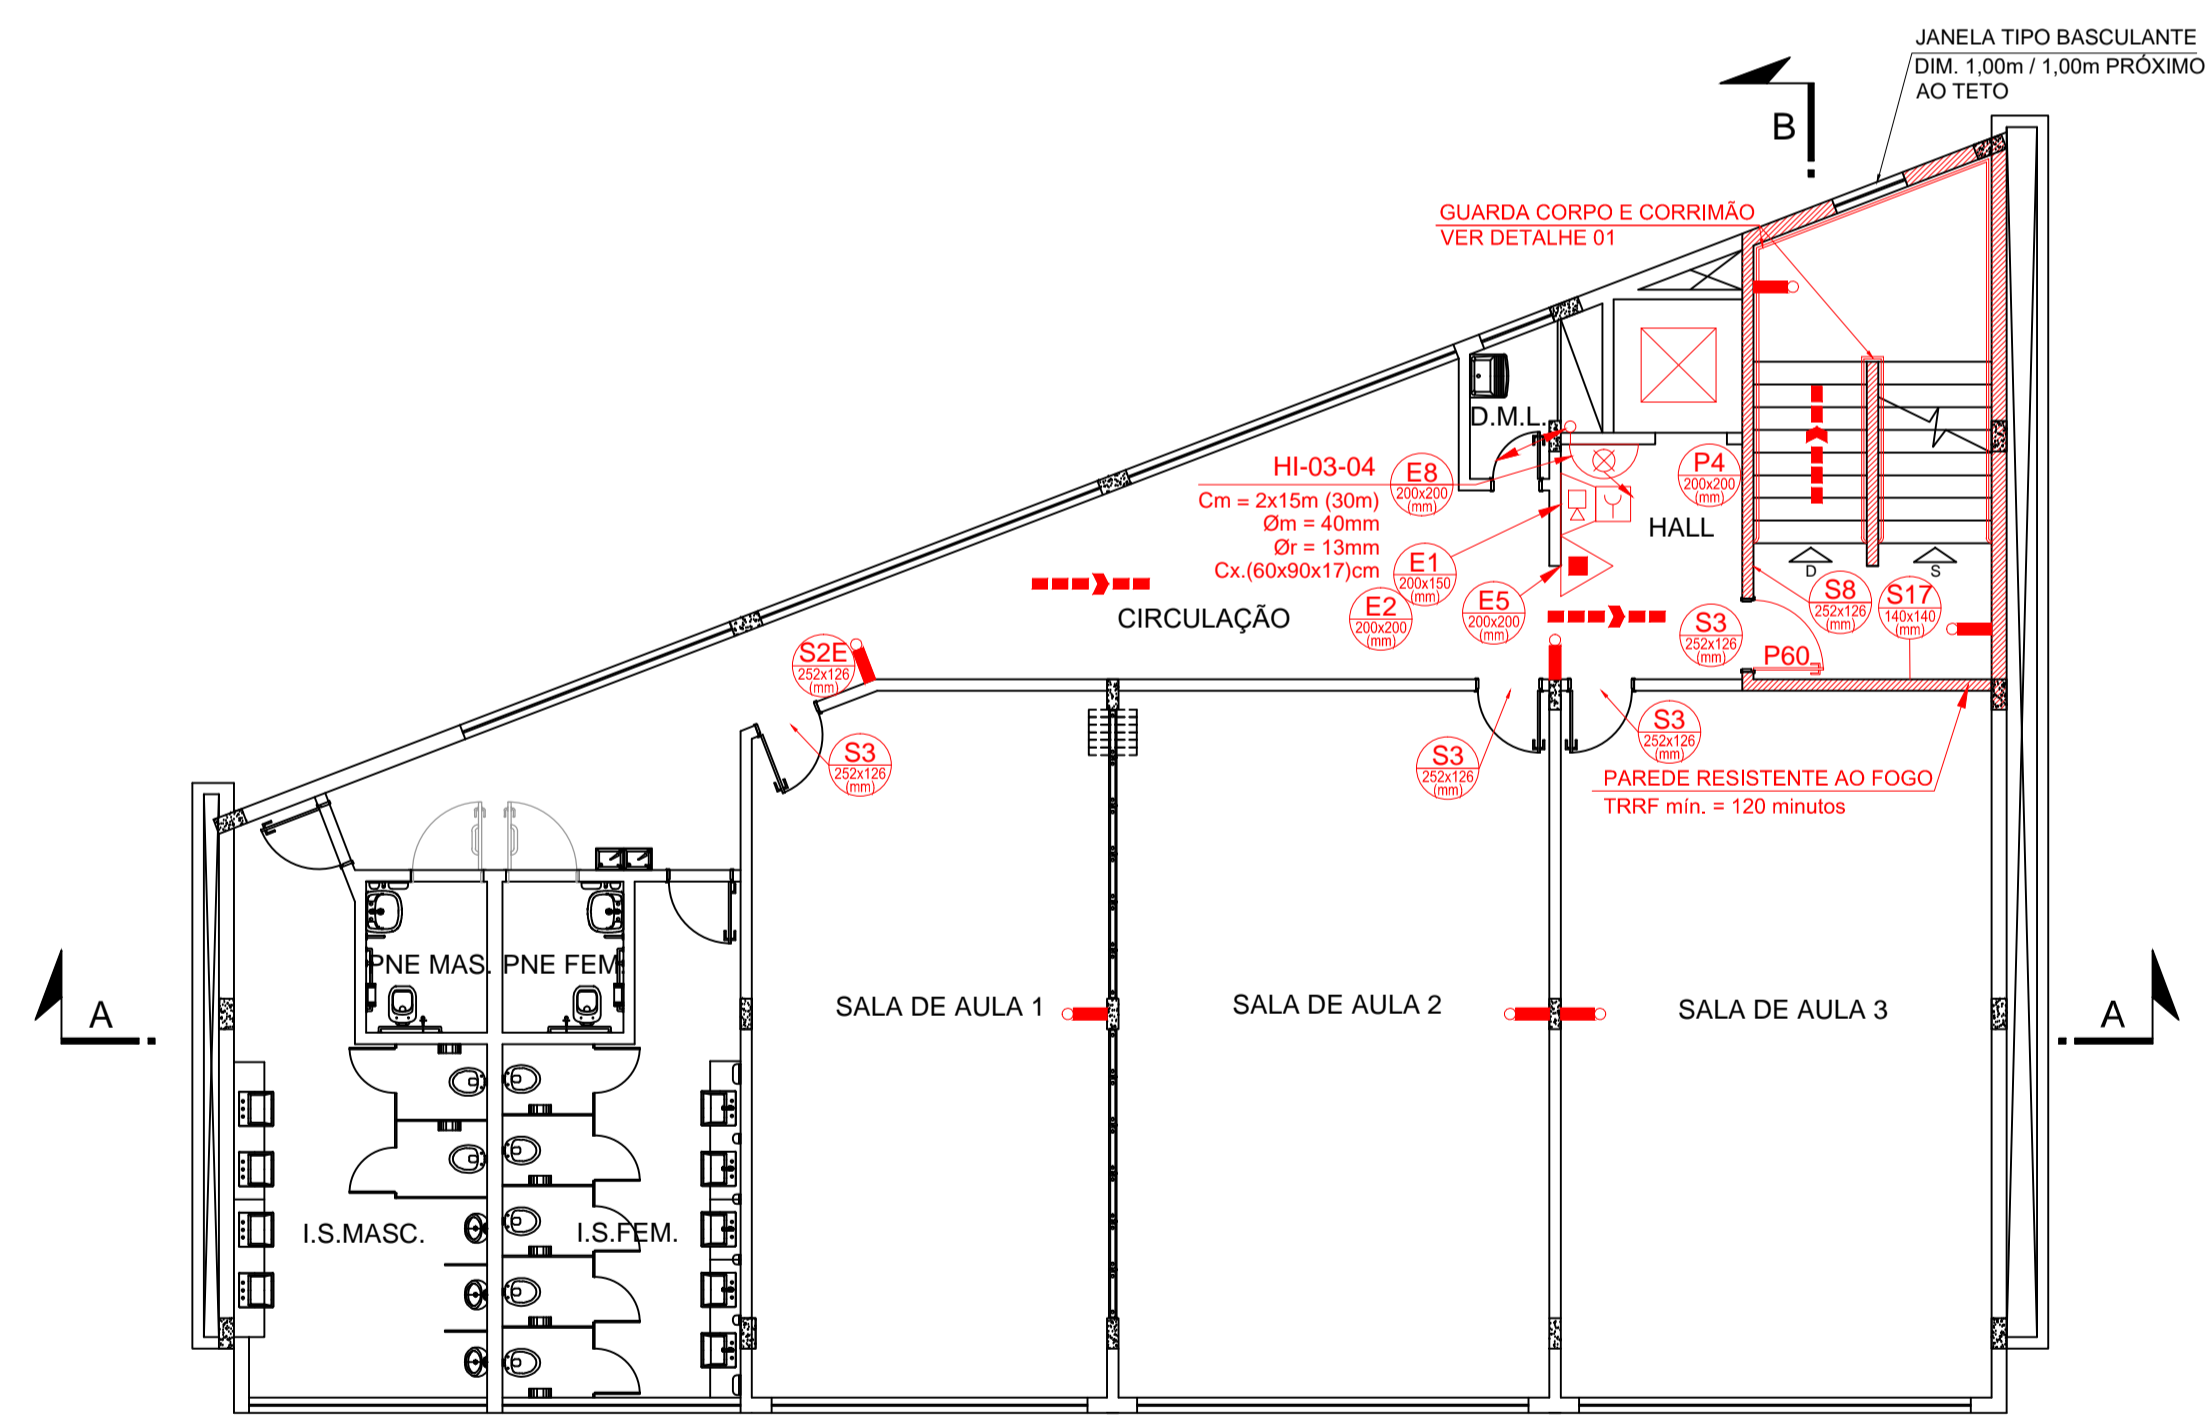 JANELA TIPO BASCULANTE
DIM. 1,00m / 1,00m PRÓXIMO
AO TETO
B
GUARDA CORPO E CORRIMÃO
VER DETALHE 01
D.M.L.
HI-03-04
Cm = 2x15m (30m)
Øm = 40mm
Ør = 13mm
Cx.(60x90x17)cm
E8
200x200
(mm)
P4
200x200
(mm)
HALL
E1
200x150
(mm)
E2
200x200
(mm)
E5
200x200
(mm)
D
S
S8
252x126
(mm)
S17
140x140
(mm)
CIRCULAÇÃO
S3
252x126
(mm)
P60
S2E
252x126
(mm)
S3
252x126
(mm)
S3
252x126
(mm)
S3
252x126
(mm)
PAREDE RESISTENTE AO FOGO
TRRF mín. = 120 minutos
PNE MAS.
PNE FEM.
A
SALA DE AULA 1
SALA DE AULA 2
SALA DE AULA 3
A
I.S.MASC.
I.S.FEM.